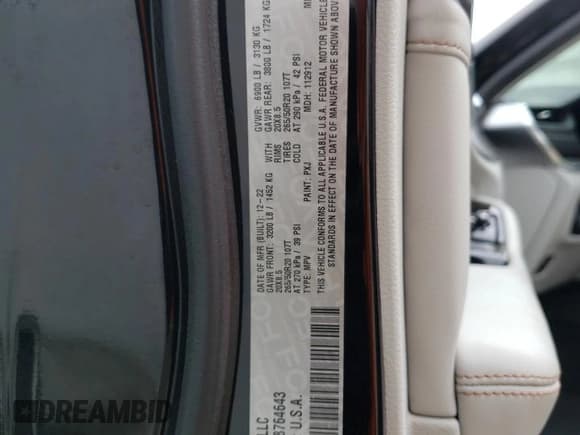 DATE OF MFR (BUILT): 12-22 GVWR: 6900 LB / 3130 KG
GAWR FRONT: 3200 LB / 1452 KG WITH GAWR REAR: 3800 LB / 1724 KG
20X8.5 RIMS 20X8.5
265/50R20 107T TIRES 265/50R20 107T
AT 270 kPa / 39 PSI COLD AT 290 kPa / 42 PSI
TYPE: MPV PAINT: PXJ MDH: 112912
THIS VEHICLE CONFORMS TO ALL APPLICABLE U.S.A. FEDERAL MOTOR VEHICLE
STANDARDS IN EFFECT ON THE DATE OF MANUFACTURE SHOWN ABOVE
LLC
8764643
U.S.A.
DREAMBID